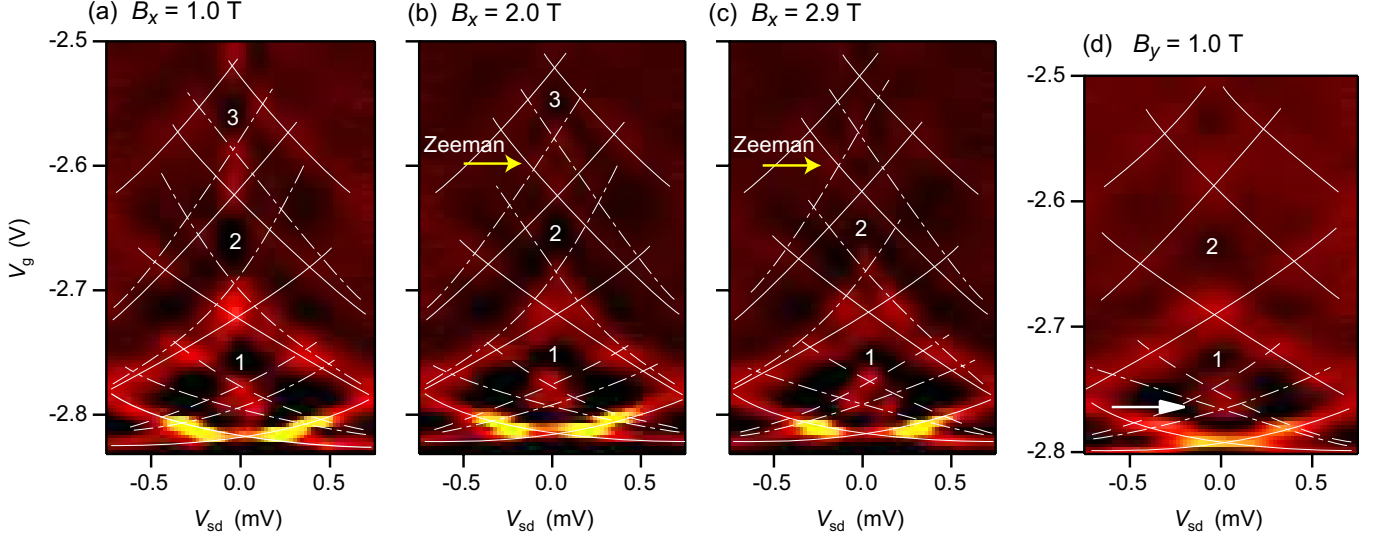 (a) Bx = 1.0 T
(b) Bx = 2.0 T
(c) Bx = 2.9 T
(d) By = 1.0 T
-2.5
-2.6
-2.7
-2.8
Vg (V)
3
2
1
-0.5 0.0 0.5
Vsd (mV)
3
Zeeman
2
1
-0.5 0.0 0.5
Vsd (mV)
Zeeman
2
1
-0.5 0.0 0.5
Vsd (mV)
-2.5
-2.6
-2.7
-2.8
2
1
-0.5 0.0 0.5
Vsd (mV)